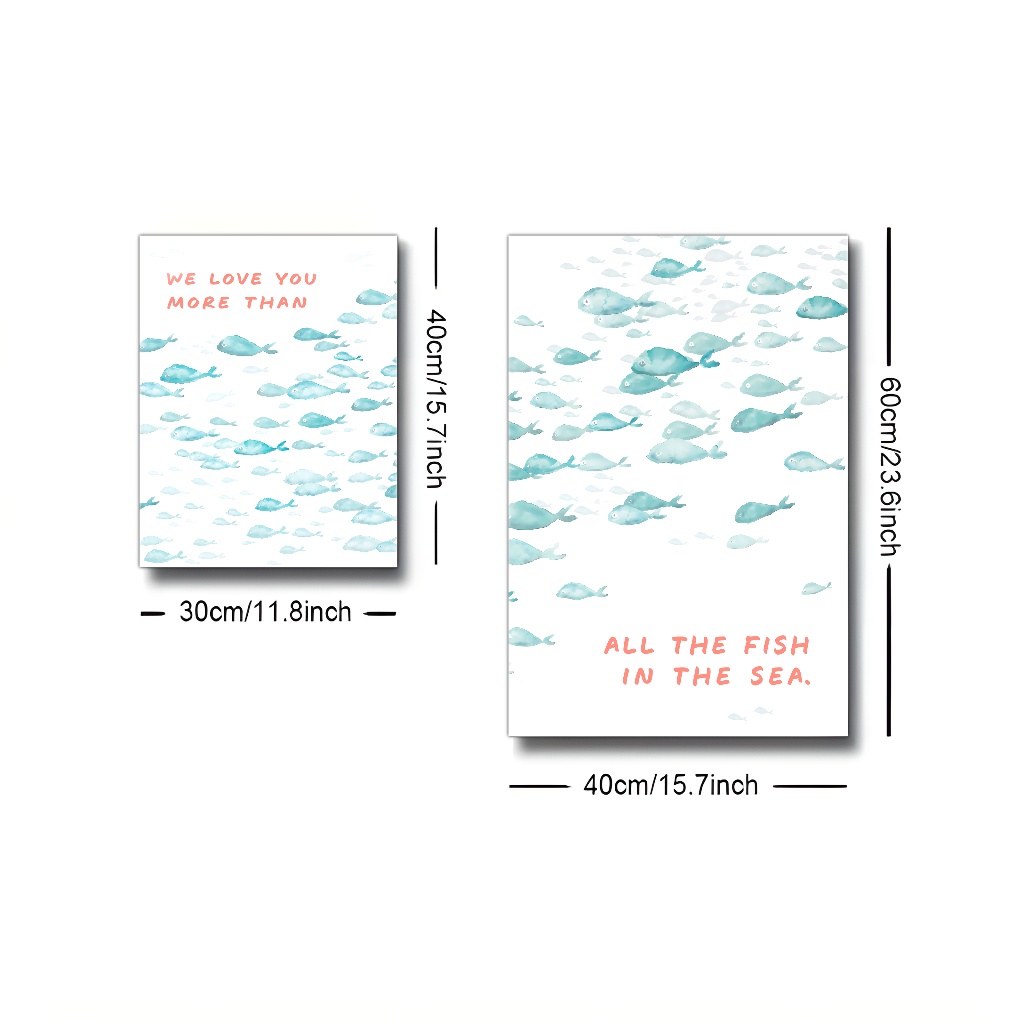 WE LOVE YOU
MORE THAN
40cm/15.7inch
30cm/11.8inch
ALL THE FISH
IN THE SEA.
60cm/23.6inch
40cm/15.7inch